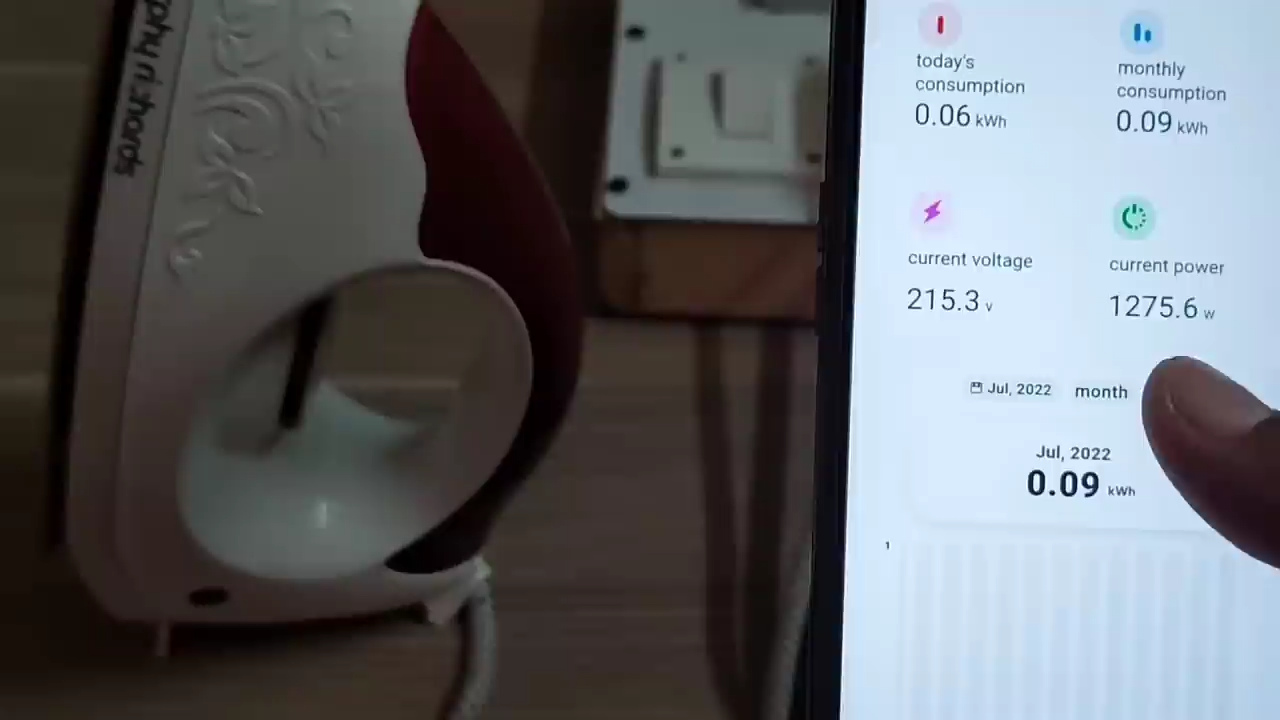 today's
consumption
0.06 kWh
monthly
consumption
0.09 kWh
current voltage
215.3 v
current power
1275.6 w
Jul, 2022 month
Jul, 2022
0.09 kWh
1